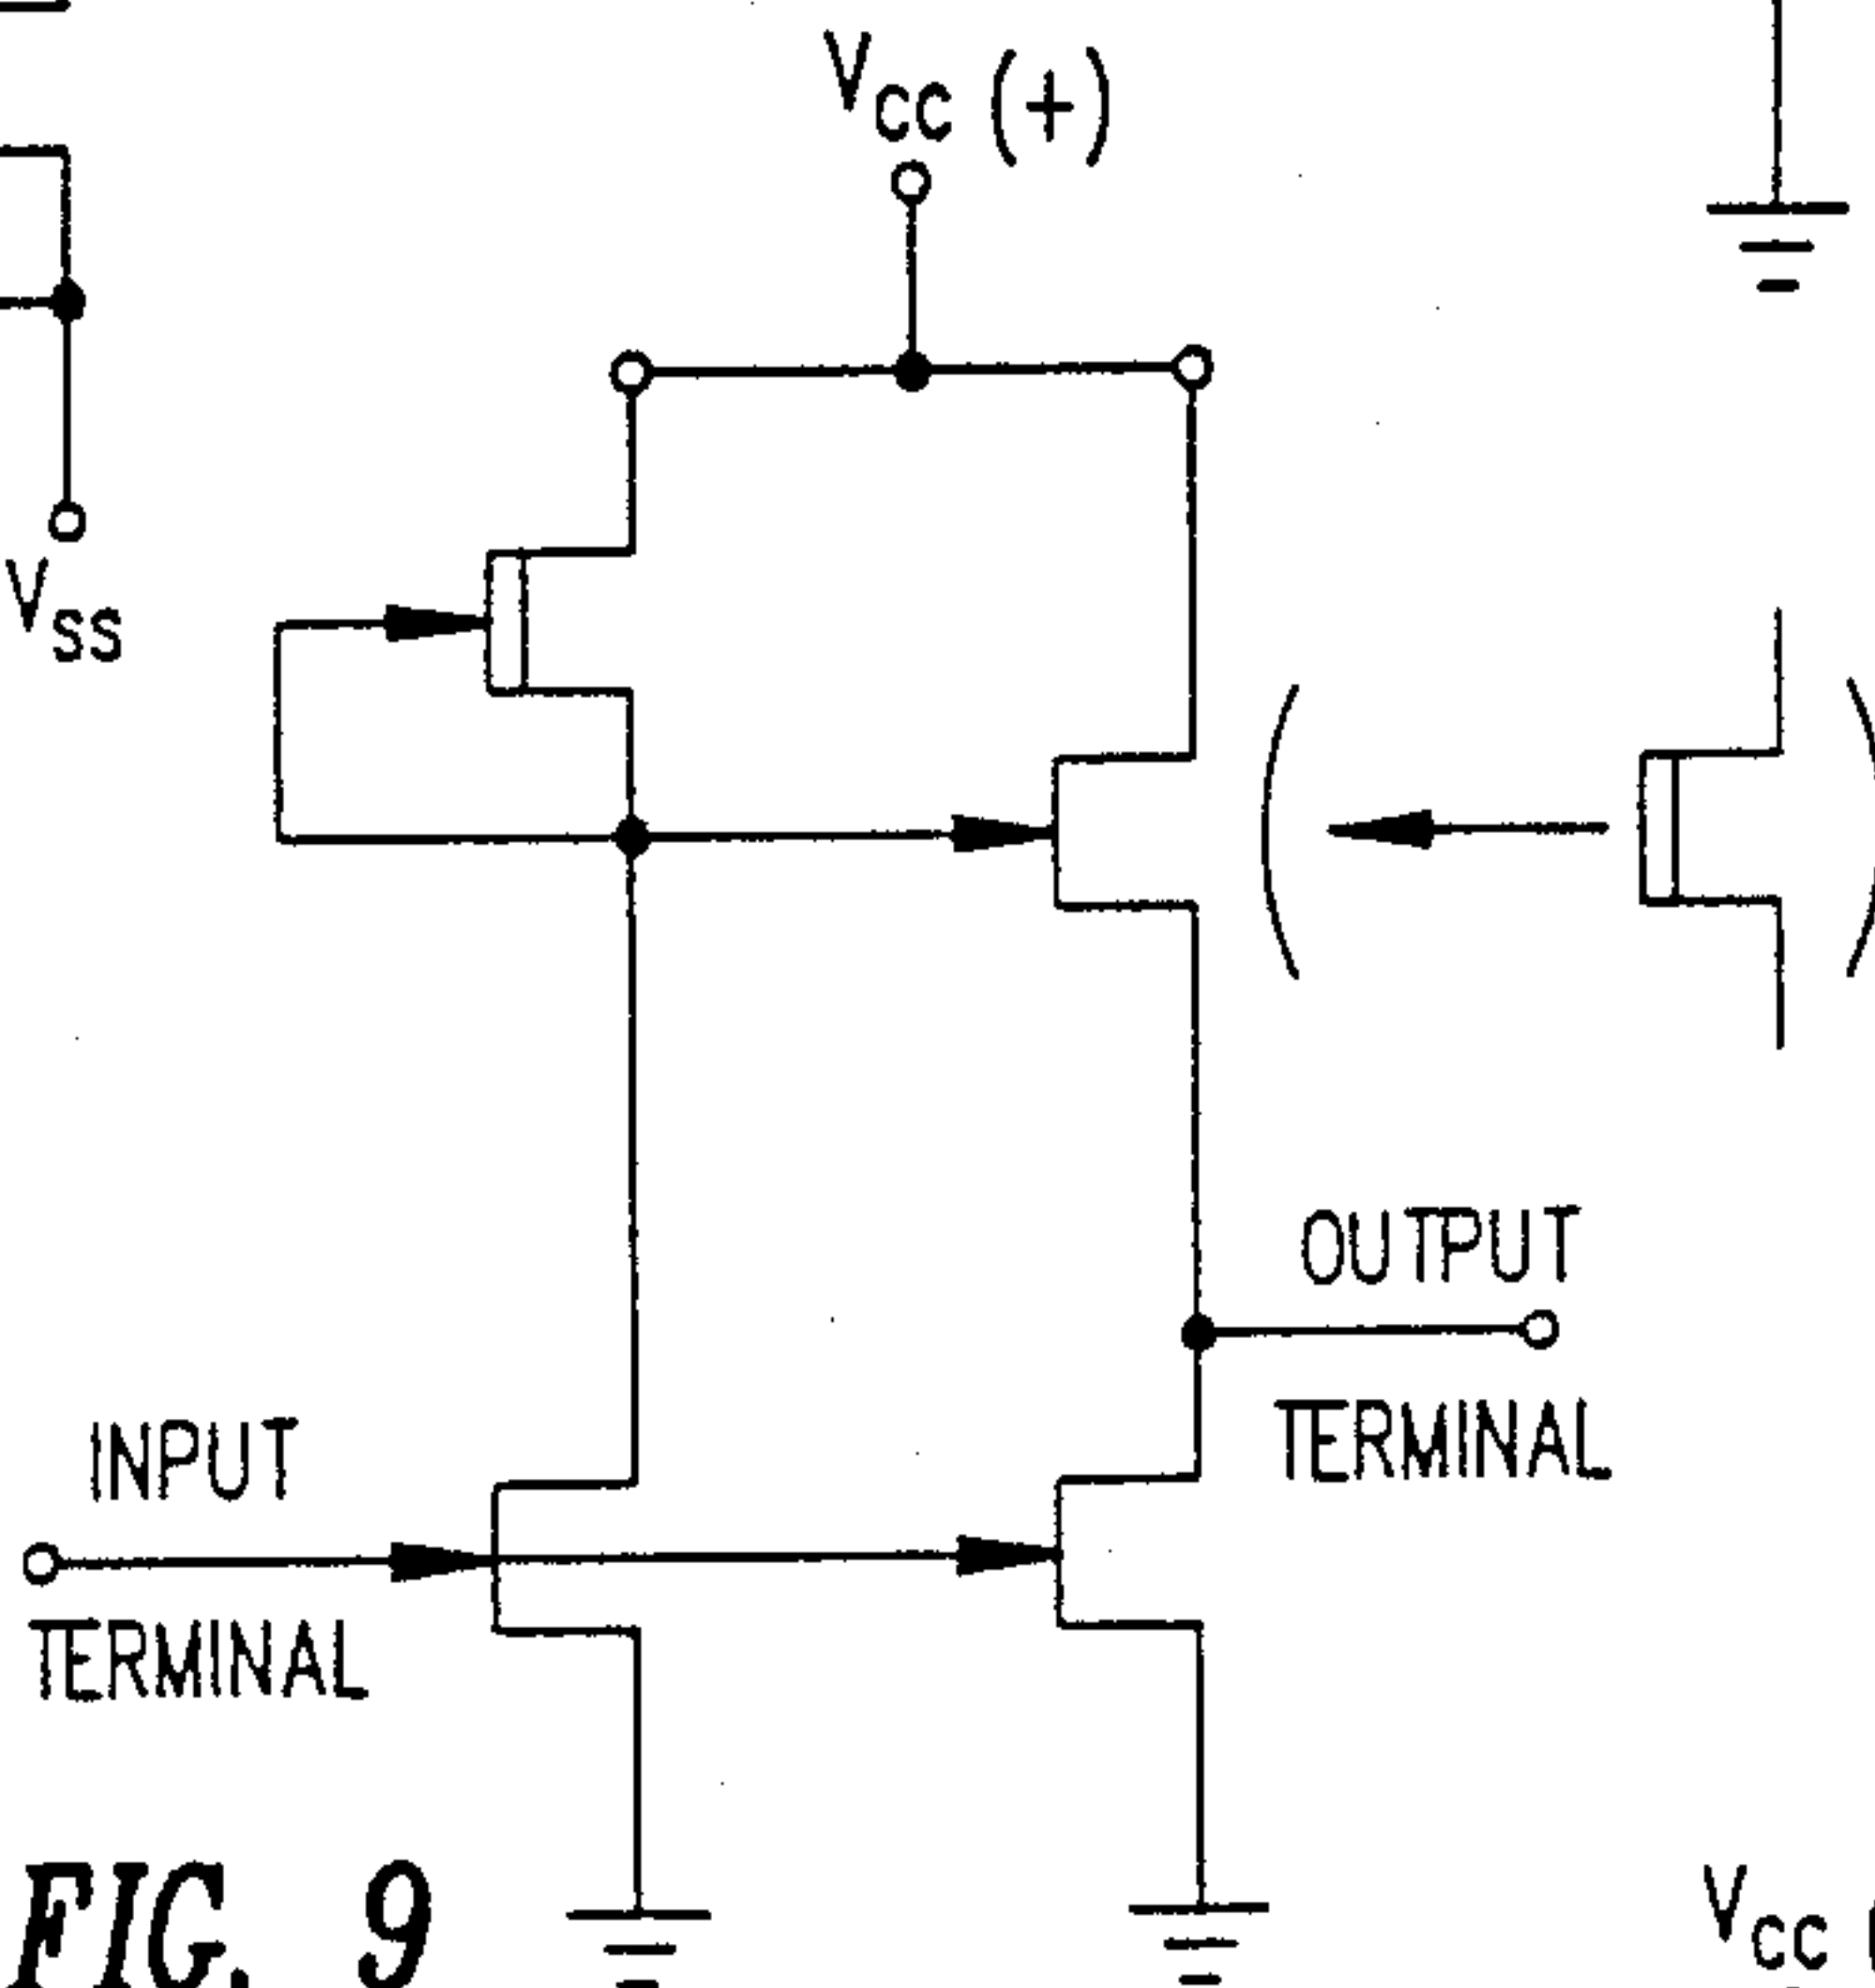 VCC (+)
VSS
OUTPUT
TERMINAL
INPUT
TERMINAL
FIG. 9
VCC (